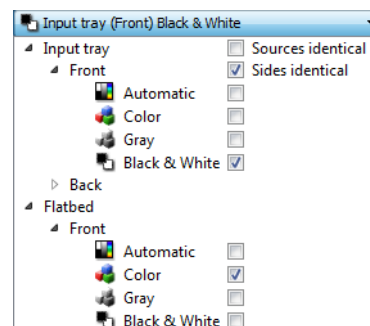 Input tray (Front) Black & White
Input tray Sources identical
Front Sides identical
Automatic
Color
Gray
Black & White
Back
Flatbed
Front
Automatic
Color
Gray
Black & White